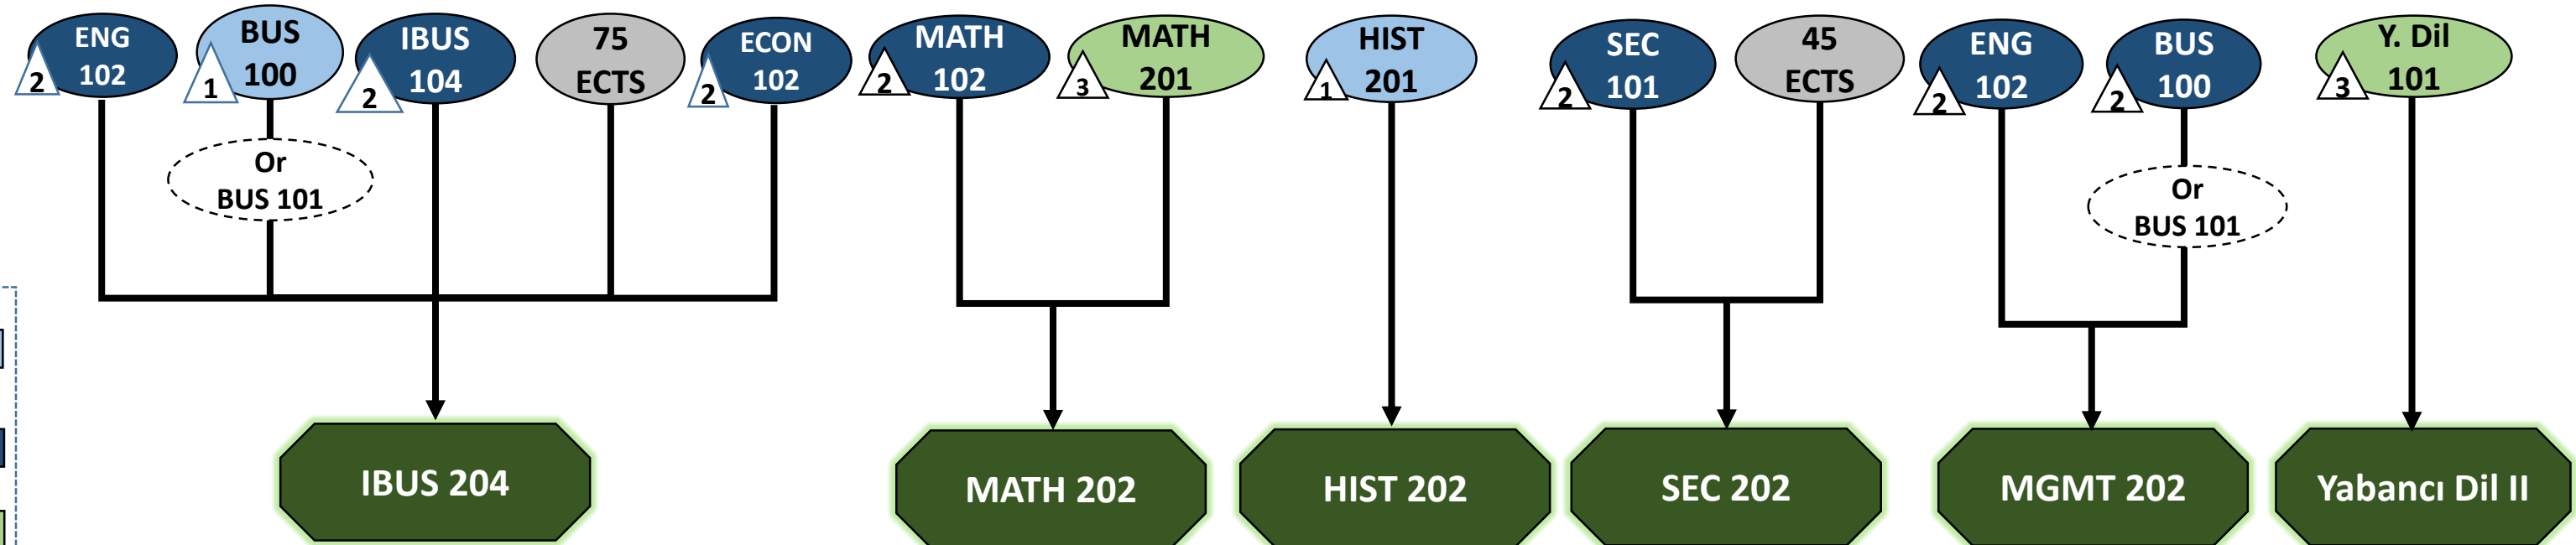 ENG
102
2
BUS
100
1
IBUS
104
2
75
ECTS
ECON
102
2
MATH
102
2
MATH
201
3
HIST
201
1
SEC
101
2
45
ECTS
ENG
102
2
BUS
100
2
Y. Dil
101
3
Or
BUS 101
Or
BUS 101
IBUS 204
MATH 202
HIST 202
SEC 202
MGMT 202
Yabancı Dil II